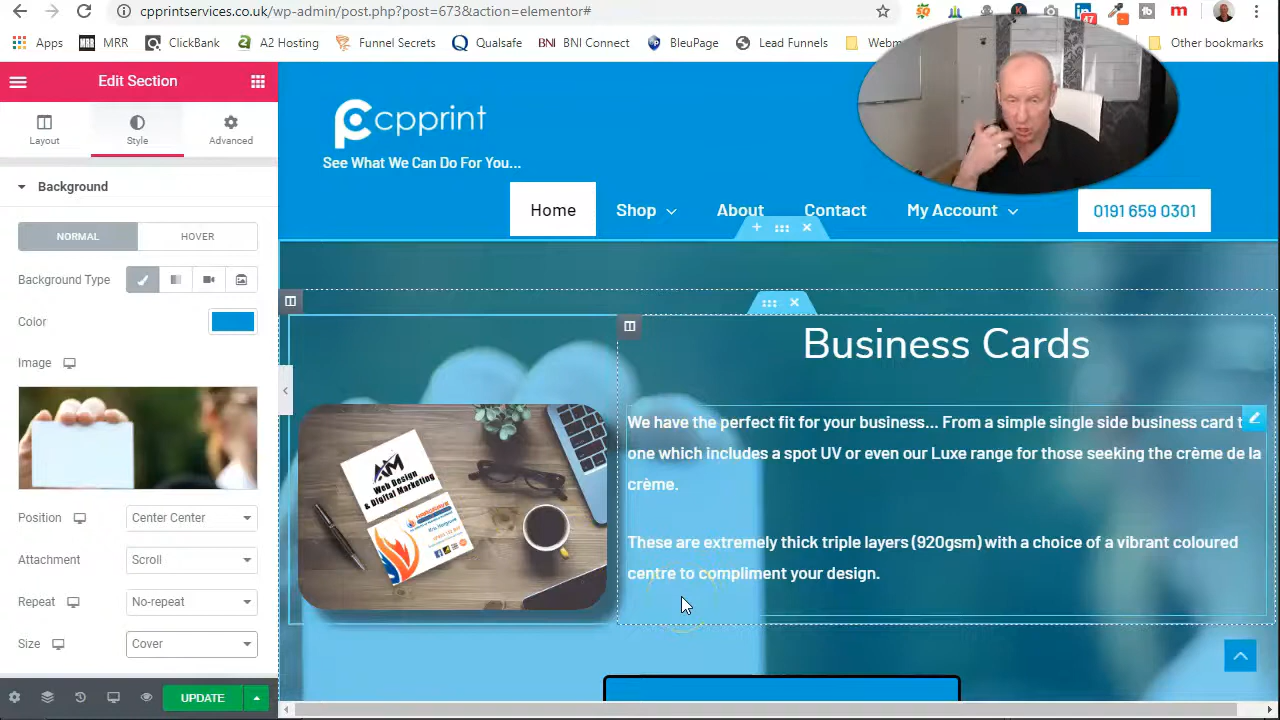 cpprintservices.co.uk/wp-admin/post.php?post=673&action=elementor#
47
Apps
MRR
ClickBank
A2 Hosting
Funnel Secrets
Qualsafe
BNI
BNI Connect
BleuPage
Lead Funnels
Webm
Other bookmarks
Edit Section
Layout
Style
Advanced
Background
NORMAL
HOVER
Background Type
Color
Image
Position
Center Center
Attachment
Scroll
Repeat
No-repeat
Size
Cover
UPDATE
cpprint
See What We Can Do For You...
Home
Shop
About
Contact
My Account
0191 659 0301
Business Cards
We have the perfect fit for your business... From a simple single side business card t
one which includes a spot UV or even our Luxe range for those seeking the crème de la
crème.
These are extremely thick triple layers (920gsm) with a choice of a vibrant coloured
centre to compliment your design.
AM
Web Design
& Digital Marketing